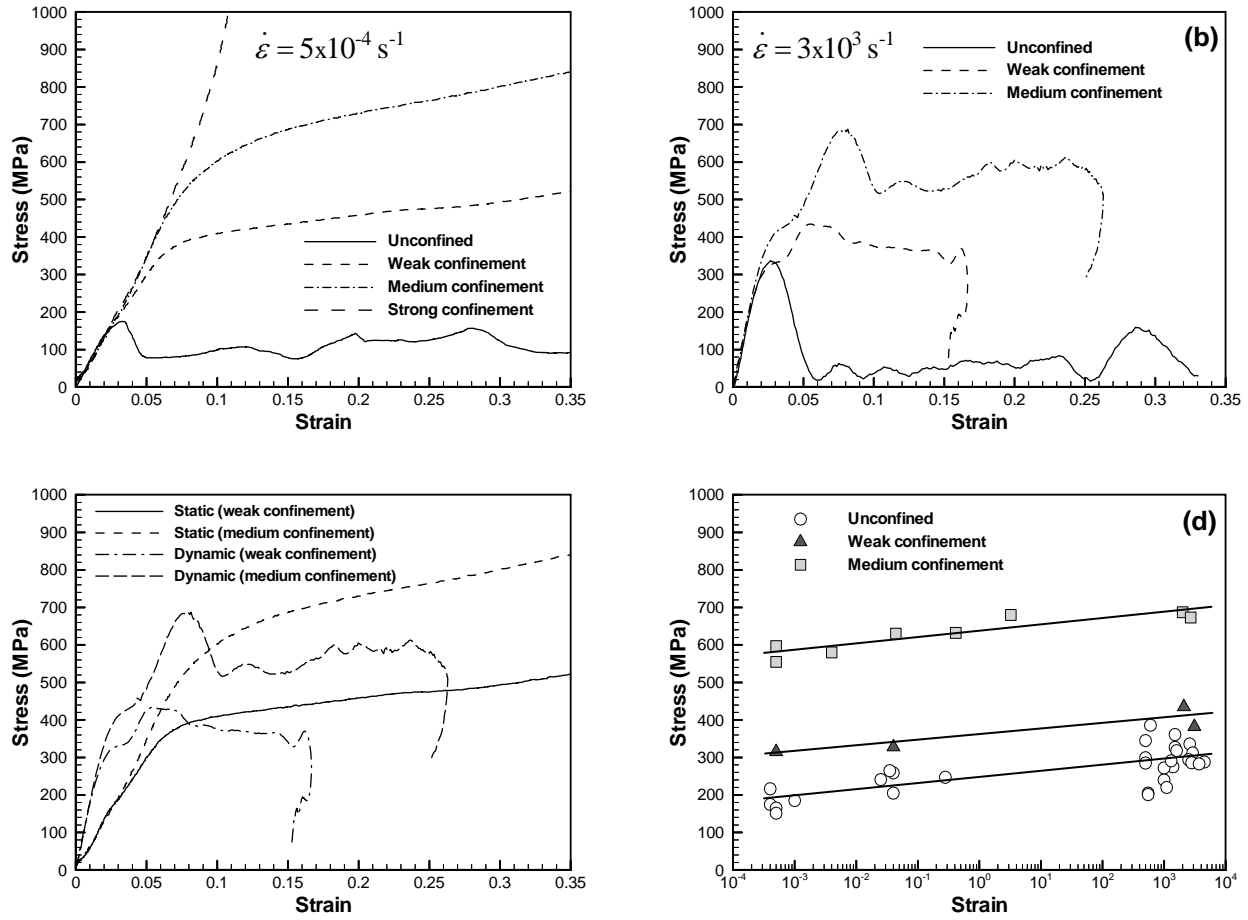 1000
900
800
700
600
500
400
300
200
100
0
Stress (MPa)
ε̇ = 5x10⁻⁴ s⁻¹
Unconfined
Weak confinement
Medium confinement
Strong confinement
0 0.05 0.1 0.15 0.2 0.25 0.3 0.35
Strain
1000
900
800
700
600
500
400
300
200
100
0
Stress (MPa)
ε̇ = 3x10³ s⁻¹
(b)
Unconfined
Weak confinement
Medium confinement
0 0.05 0.1 0.15 0.2 0.25 0.3 0.35
Strain
1000
900
800
700
600
500
400
300
200
100
0
Stress (MPa)
Static (weak confinement)
Static (medium confinement)
Dynamic (weak confinement)
Dynamic (medium confinement)
0 0.05 0.1 0.15 0.2 0.25 0.3 0.35
Strain
1000
900
800
700
600
500
400
300
200
100
0
Stress (MPa)
(d)
Unconfined
Weak confinement
Medium confinement
10⁻⁴ 10⁻³ 10⁻² 10⁻¹ 10⁰ 10¹ 10² 10³ 10⁴
Strain